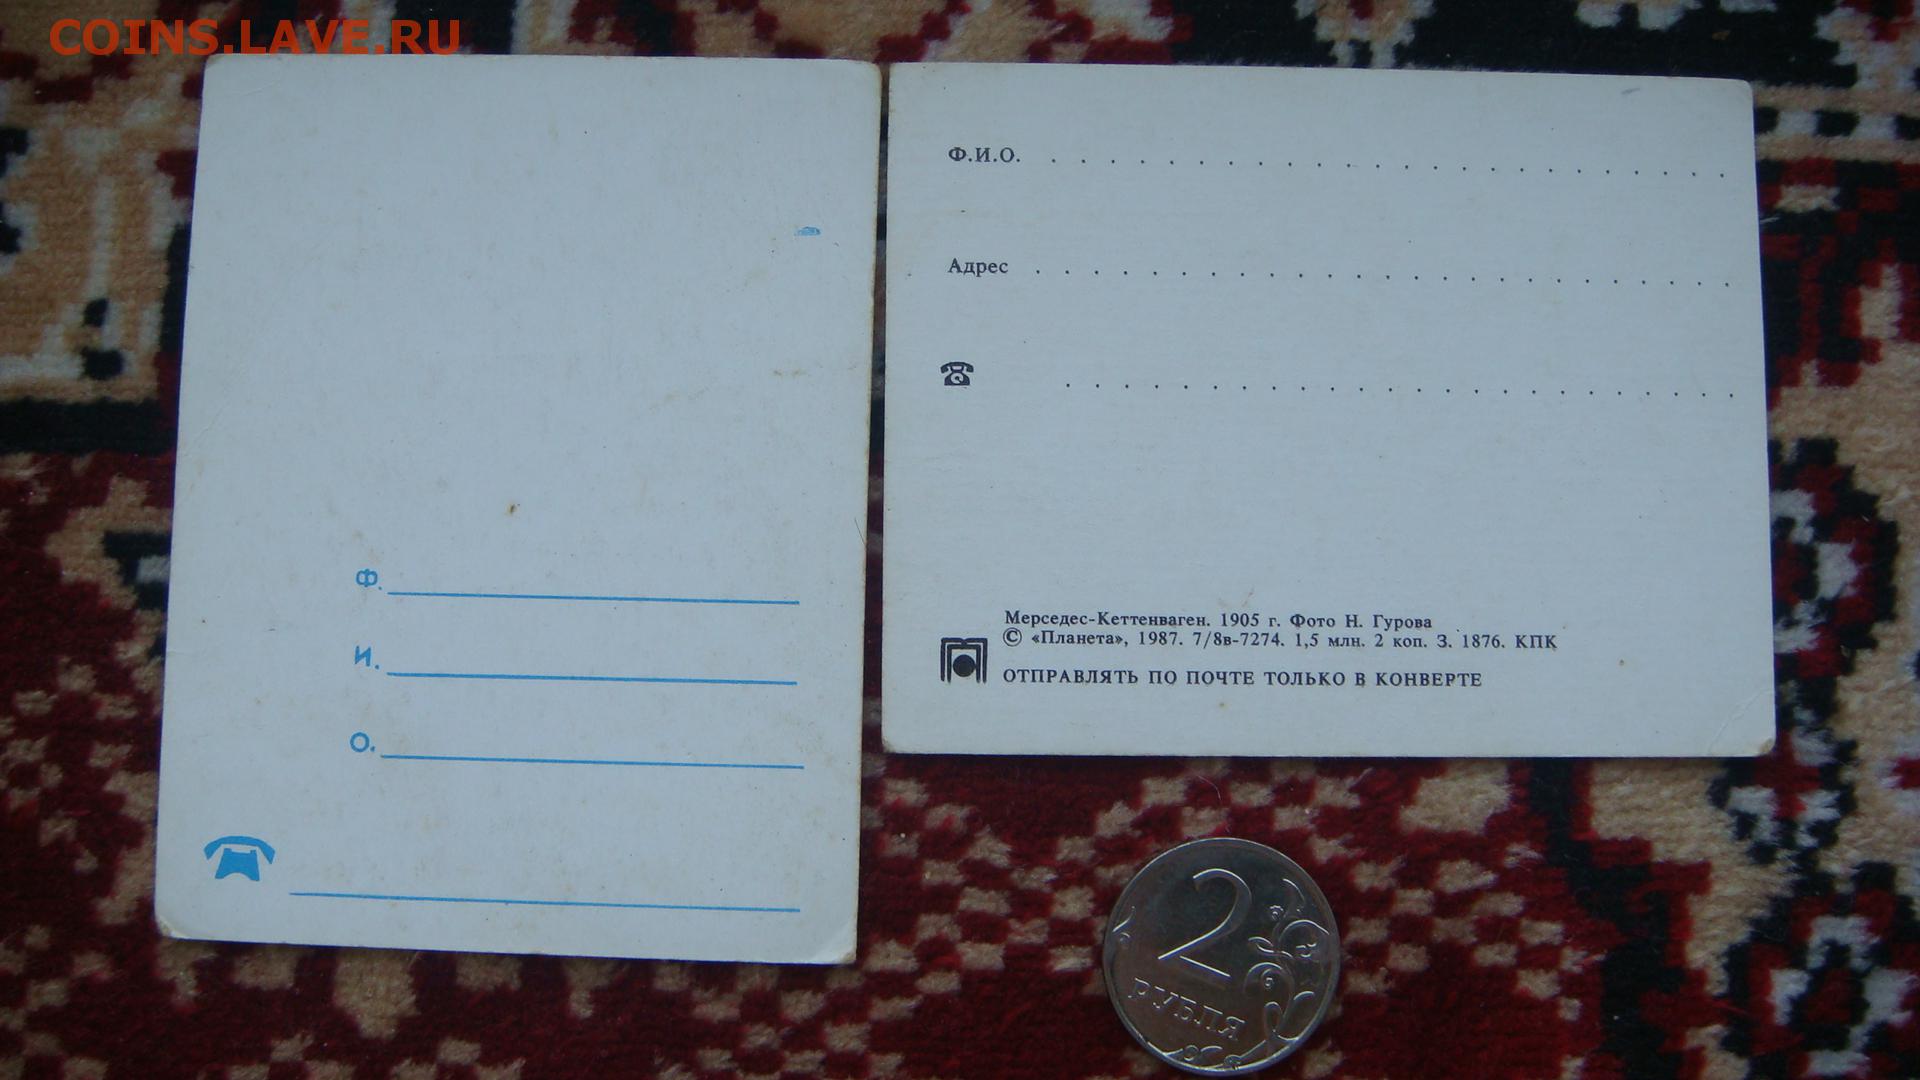 COINS.LAVE.RU
Ф.
И.
О.
Ф.И.О.
Адрес
Мерседес-Кеттенваген. 1905 г. Фото Н. Гурова
© «Планета», 1987. 7/8в-7274. 1,5 млн. 2 коп. З. 1876. КПК
ОТПРАВЛЯТЬ ПО ПОЧТЕ ТОЛЬКО В КОНВЕРТЕ
2
РУБЛЯ